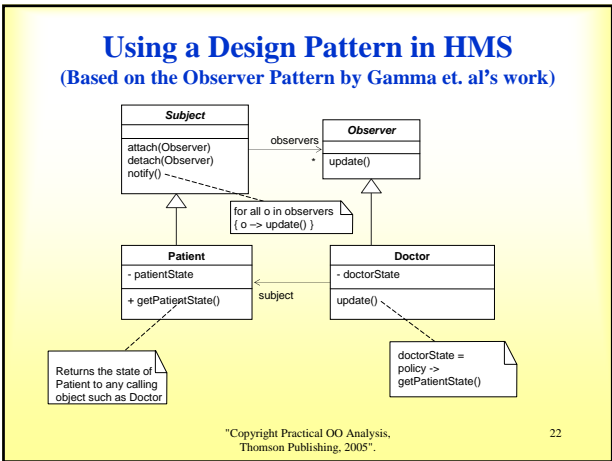 Using a Design Pattern in HMS
(Based on the Observer Pattern by Gamma et. al's work)
Subject
attach(Observer)
detach(Observer)
notify()
observers
*
Observer
update()
for all o in observers
{ o –> update() }
Patient
- patientState
+ getPatientState()
subject
Doctor
- doctorState
update()
Returns the state of
Patient to any calling
object such as Doctor
doctorState =
policy ->
getPatientState()
"Copyright Practical OO Analysis,
Thomson Publishing, 2005".
22